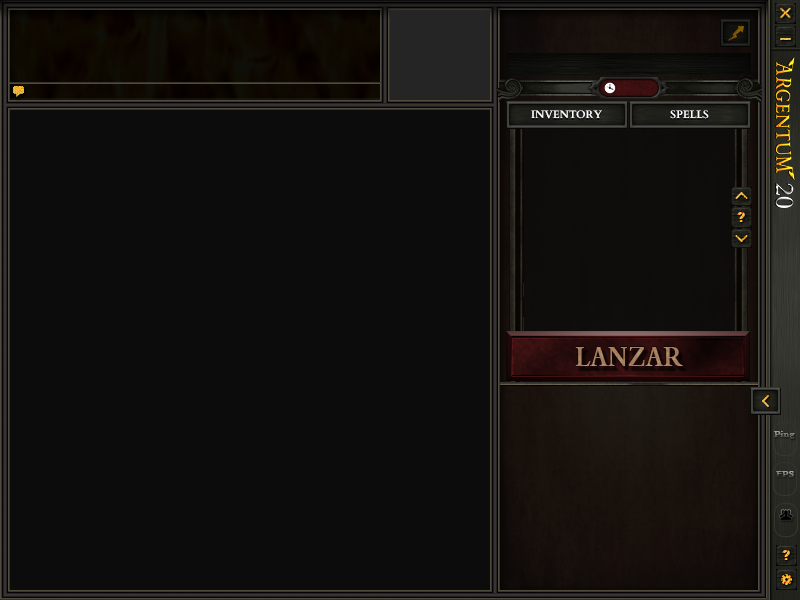 INVENTORY SPELLS
LANZAR
ARGENTUM 20
Ping
FPS
?
?